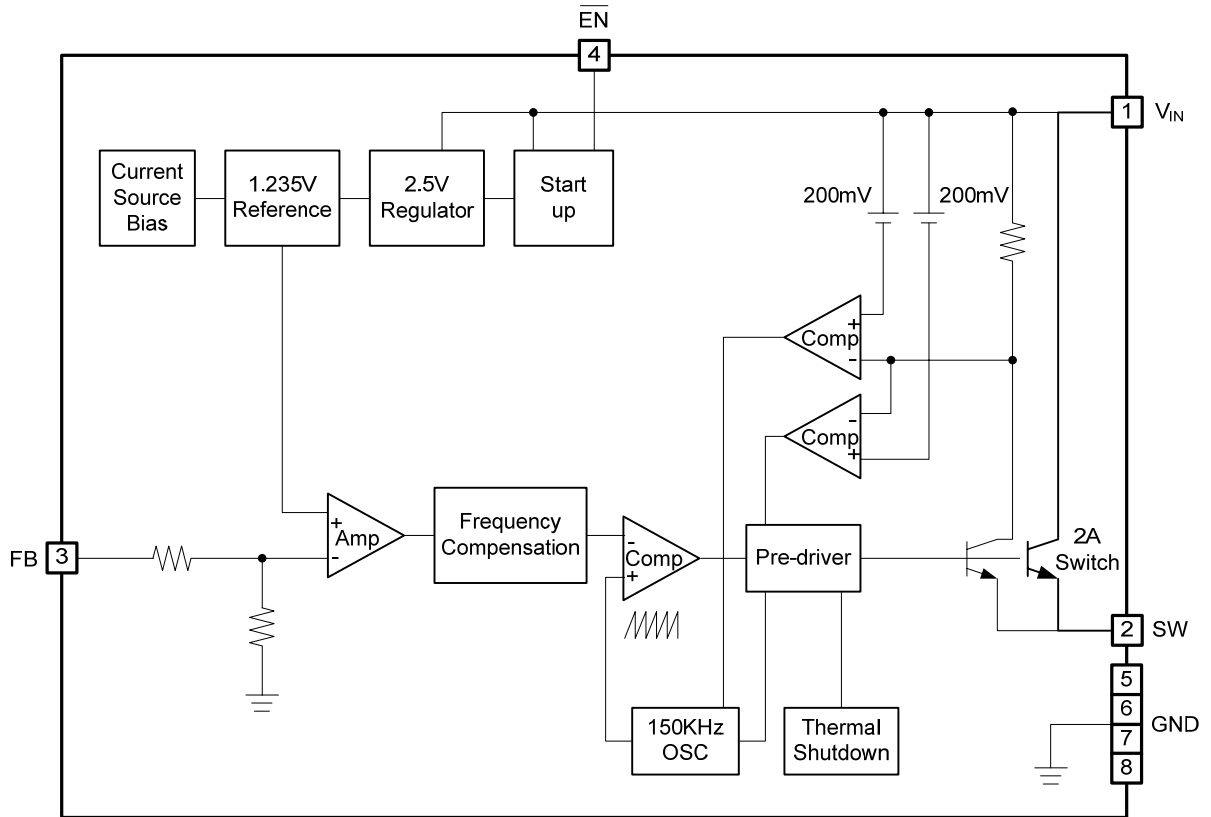 EN
4
1
VIN
Current
Source
Bias
1.235V
Reference
2.5V
Regulator
Start
up
200mV
200mV
+
Comp
-
-
Comp
+
FB
3
+
Amp
-
Frequency
Compensation
-
Comp
+
Pre-driver
2A
Switch
2
SW
5
6
GND
7
8
150KHz
OSC
Thermal
Shutdown